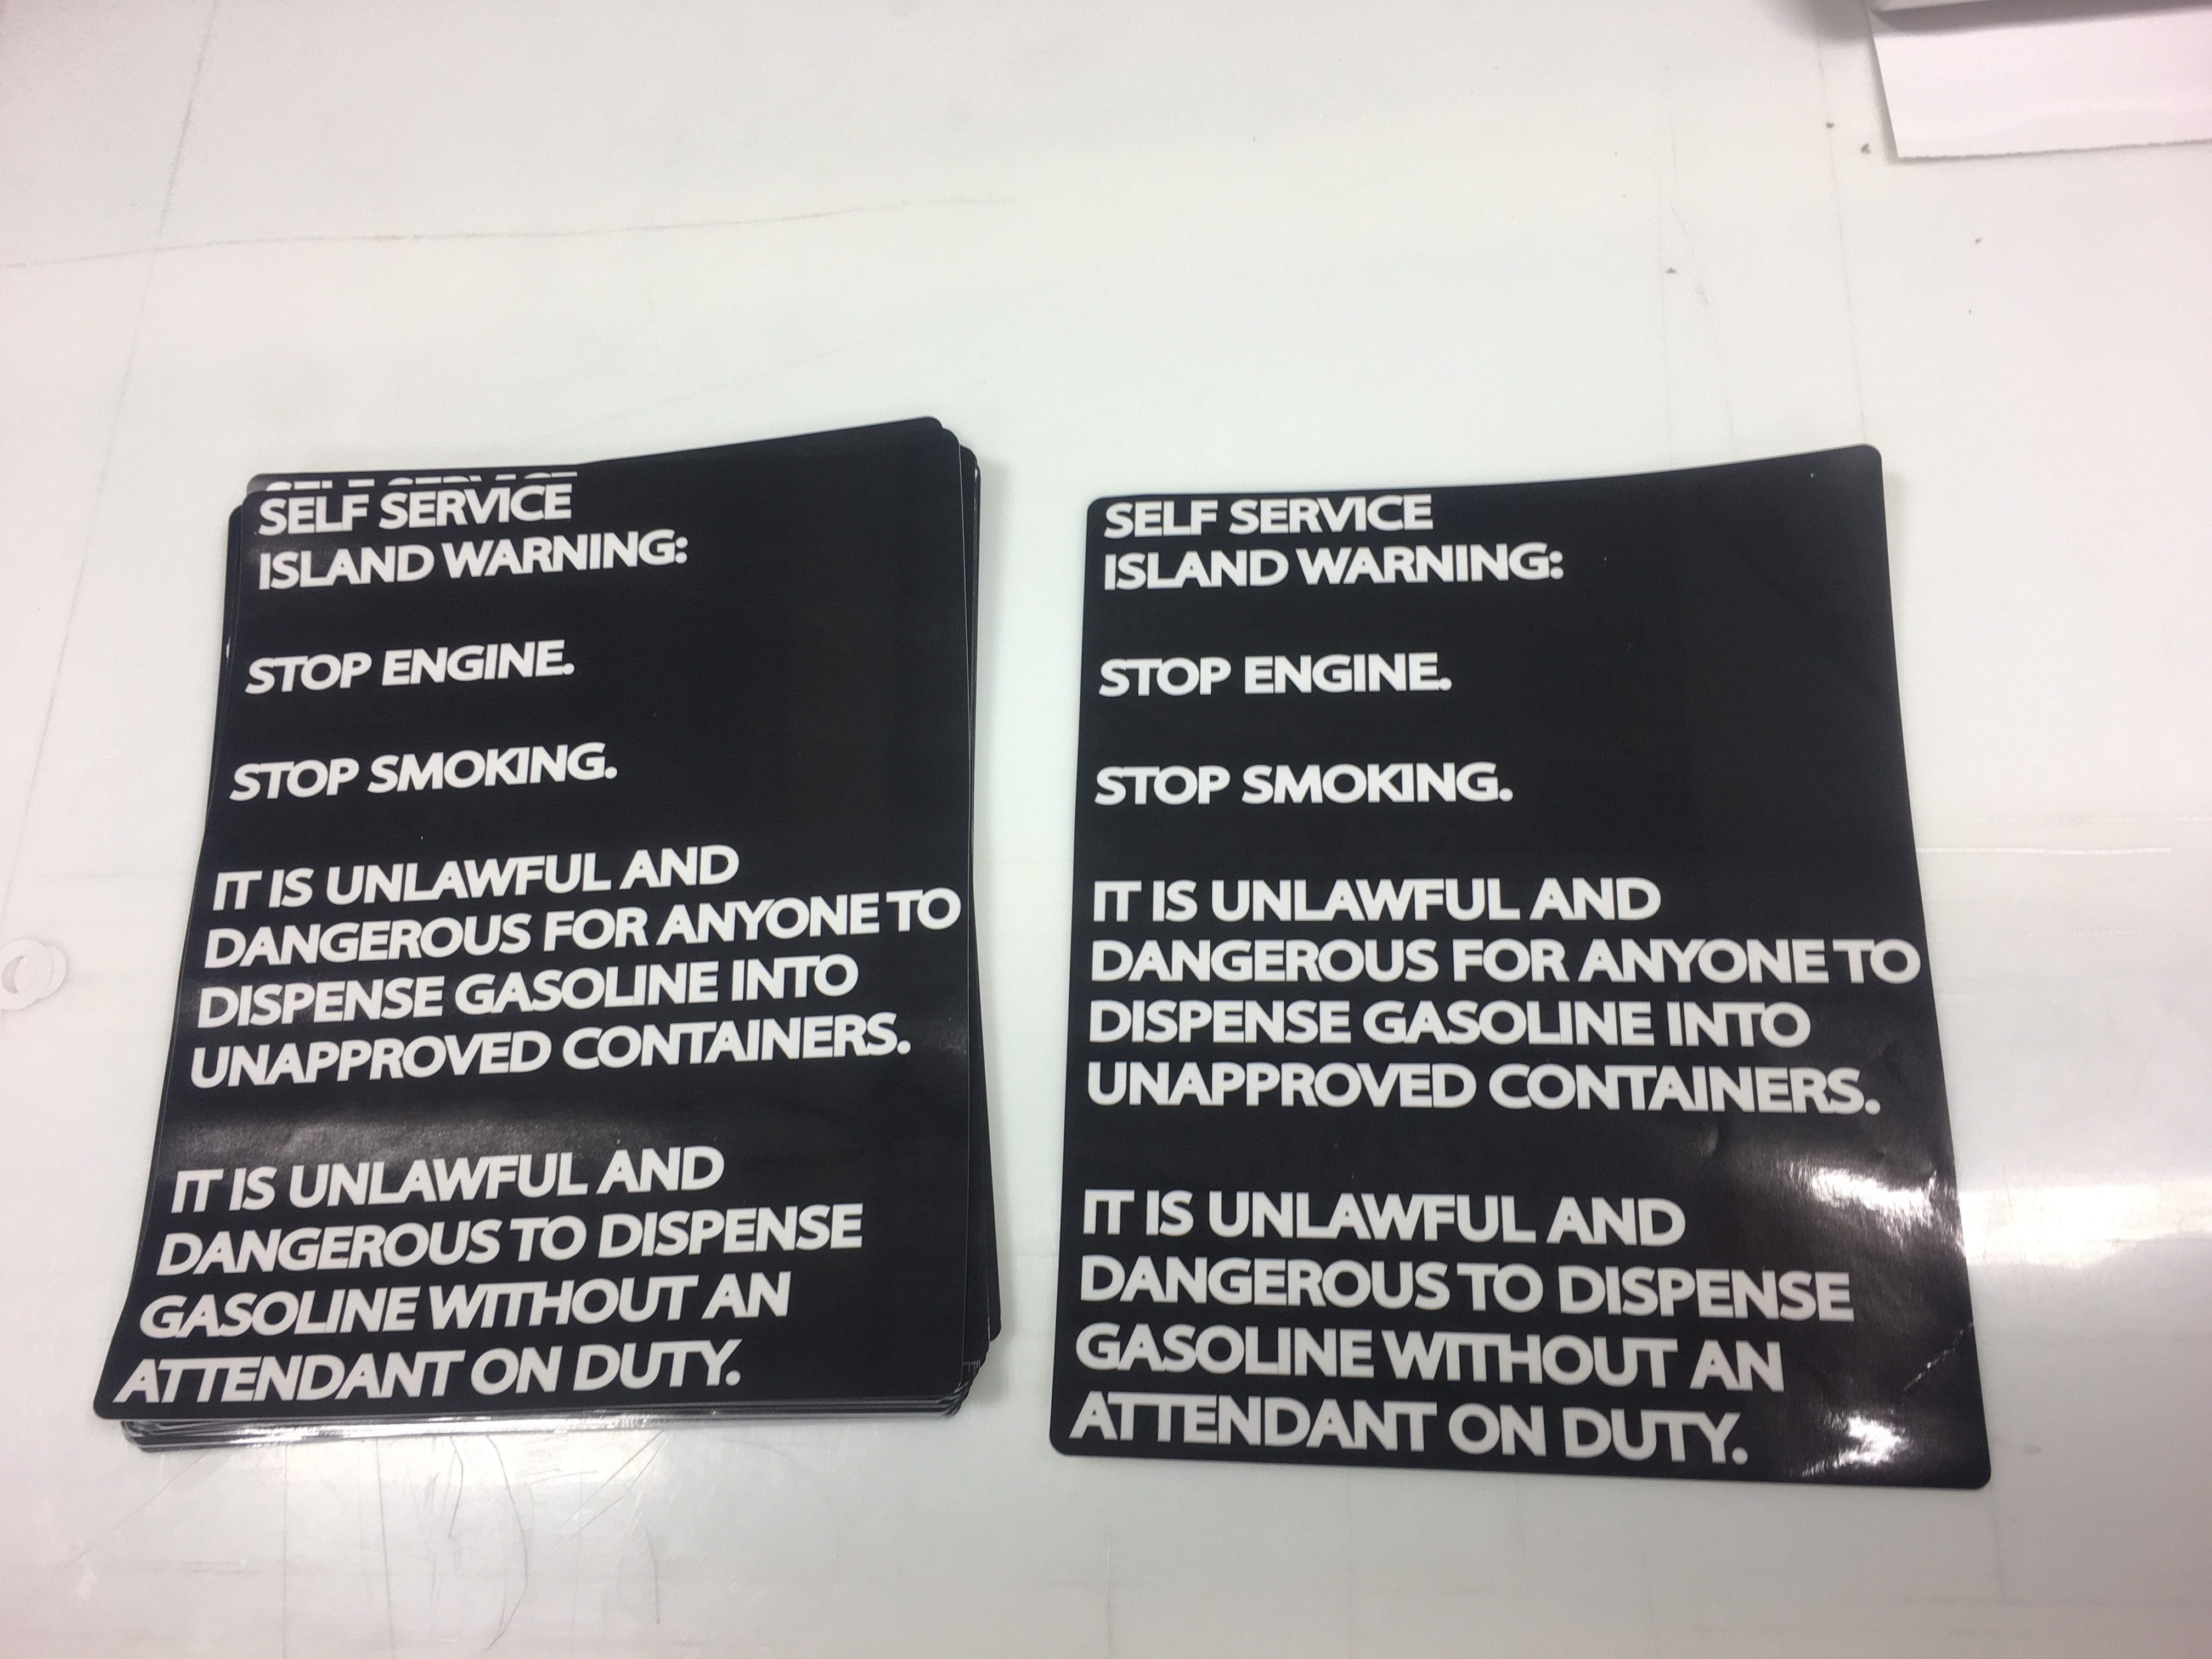 SELF SERVICE
SELF SERVICE
ISLAND WARNING:
STOP ENGINE.
STOP SMOKING.
IT IS UNLAWFUL AND
DANGEROUS FOR ANYONE TO
DISPENSE GASOLINE INTO
UNAPPROVED CONTAINERS.
IT IS UNLAWFUL AND
DANGEROUS TO DISPENSE
GASOLINE WITHOUT AN
ATTENDANT ON DUTY.
SELF SERVICE
ISLAND WARNING:
STOP ENGINE.
STOP SMOKING.
IT IS UNLAWFUL AND
DANGEROUS FOR ANYONE TO
DISPENSE GASOLINE INTO
UNAPPROVED CONTAINERS.
IT IS UNLAWFUL AND
DANGEROUS TO DISPENSE
GASOLINE WITHOUT AN
ATTENDANT ON DUTY.